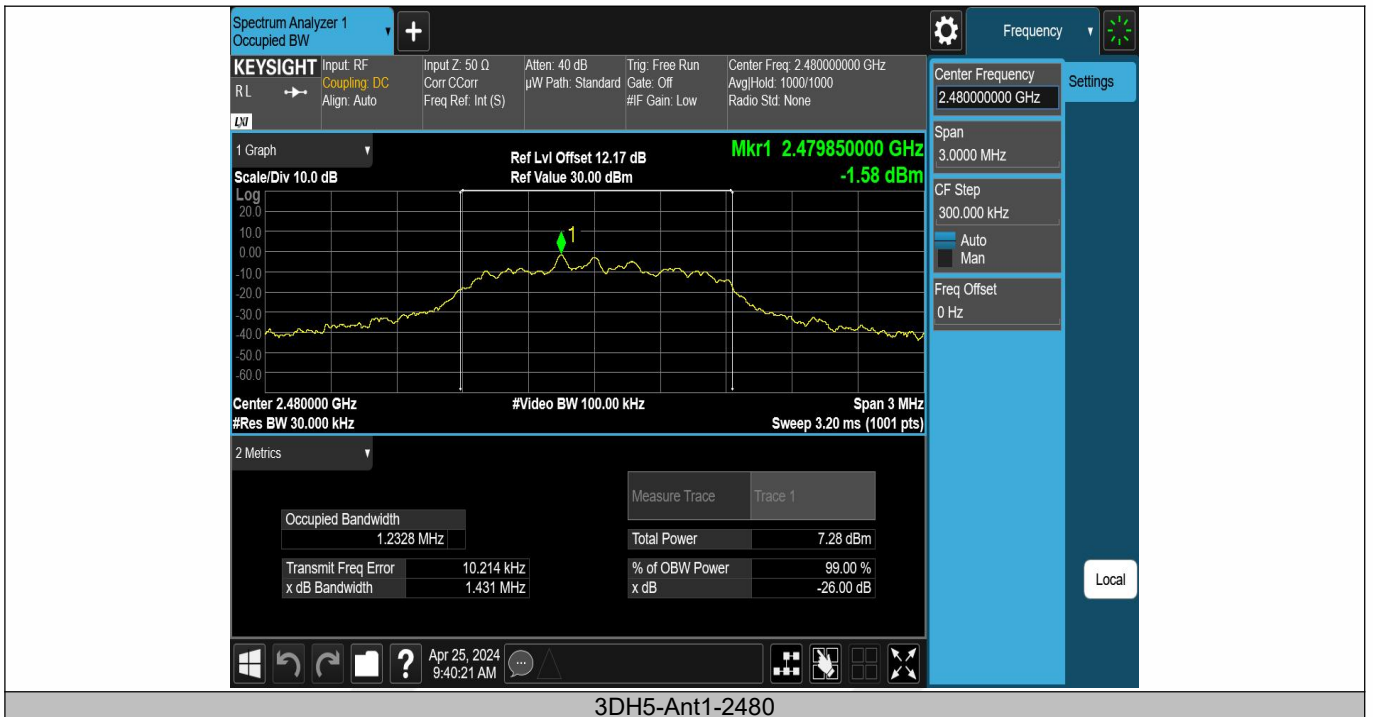 Spectrum Analyzer 1
Occupied BW
+
Frequency
KEYSIGHT
RL
LXI
Input: RF
Coupling: DC
Align: Auto
Input Z: 50 Ω
Corr CCorr
Freq Ref: Int (S)
Atten: 40 dB
µW Path: Standard
Trig: Free Run
Gate: Off
#IF Gain: Low
Center Freq: 2.480000000 GHz
Avg|Hold: 1000/1000
Radio Std: None
Center Frequency
2.480000000 GHz
Settings
Span
3.0000 MHz
CF Step
300.000 kHz
Auto
Man
Freq Offset
0 Hz
Local
1 Graph
Scale/Div 10.0 dB
Ref Lvl Offset 12.17 dB
Ref Value 30.00 dBm
Mkr1 2.479850000 GHz
-1.58 dBm
Log
20.0
10.0
0.00
-10.0
-20.0
-30.0
-40.0
-50.0
-60.0
1
Center 2.480000 GHz
#Video BW 100.00 kHz
Span 3 MHz
#Res BW 30.000 kHz
Sweep 3.20 ms (1001 pts)
2 Metrics
Measure Trace
Trace 1
Occupied Bandwidth
1.2328 MHz
Total Power
7.28 dBm
Transmit Freq Error
10.214 kHz
% of OBW Power
99.00 %
x dB Bandwidth
1.431 MHz
x dB
-26.00 dB
?
Apr 25, 2024
9:40:21 AM
3DH5-Ant1-2480